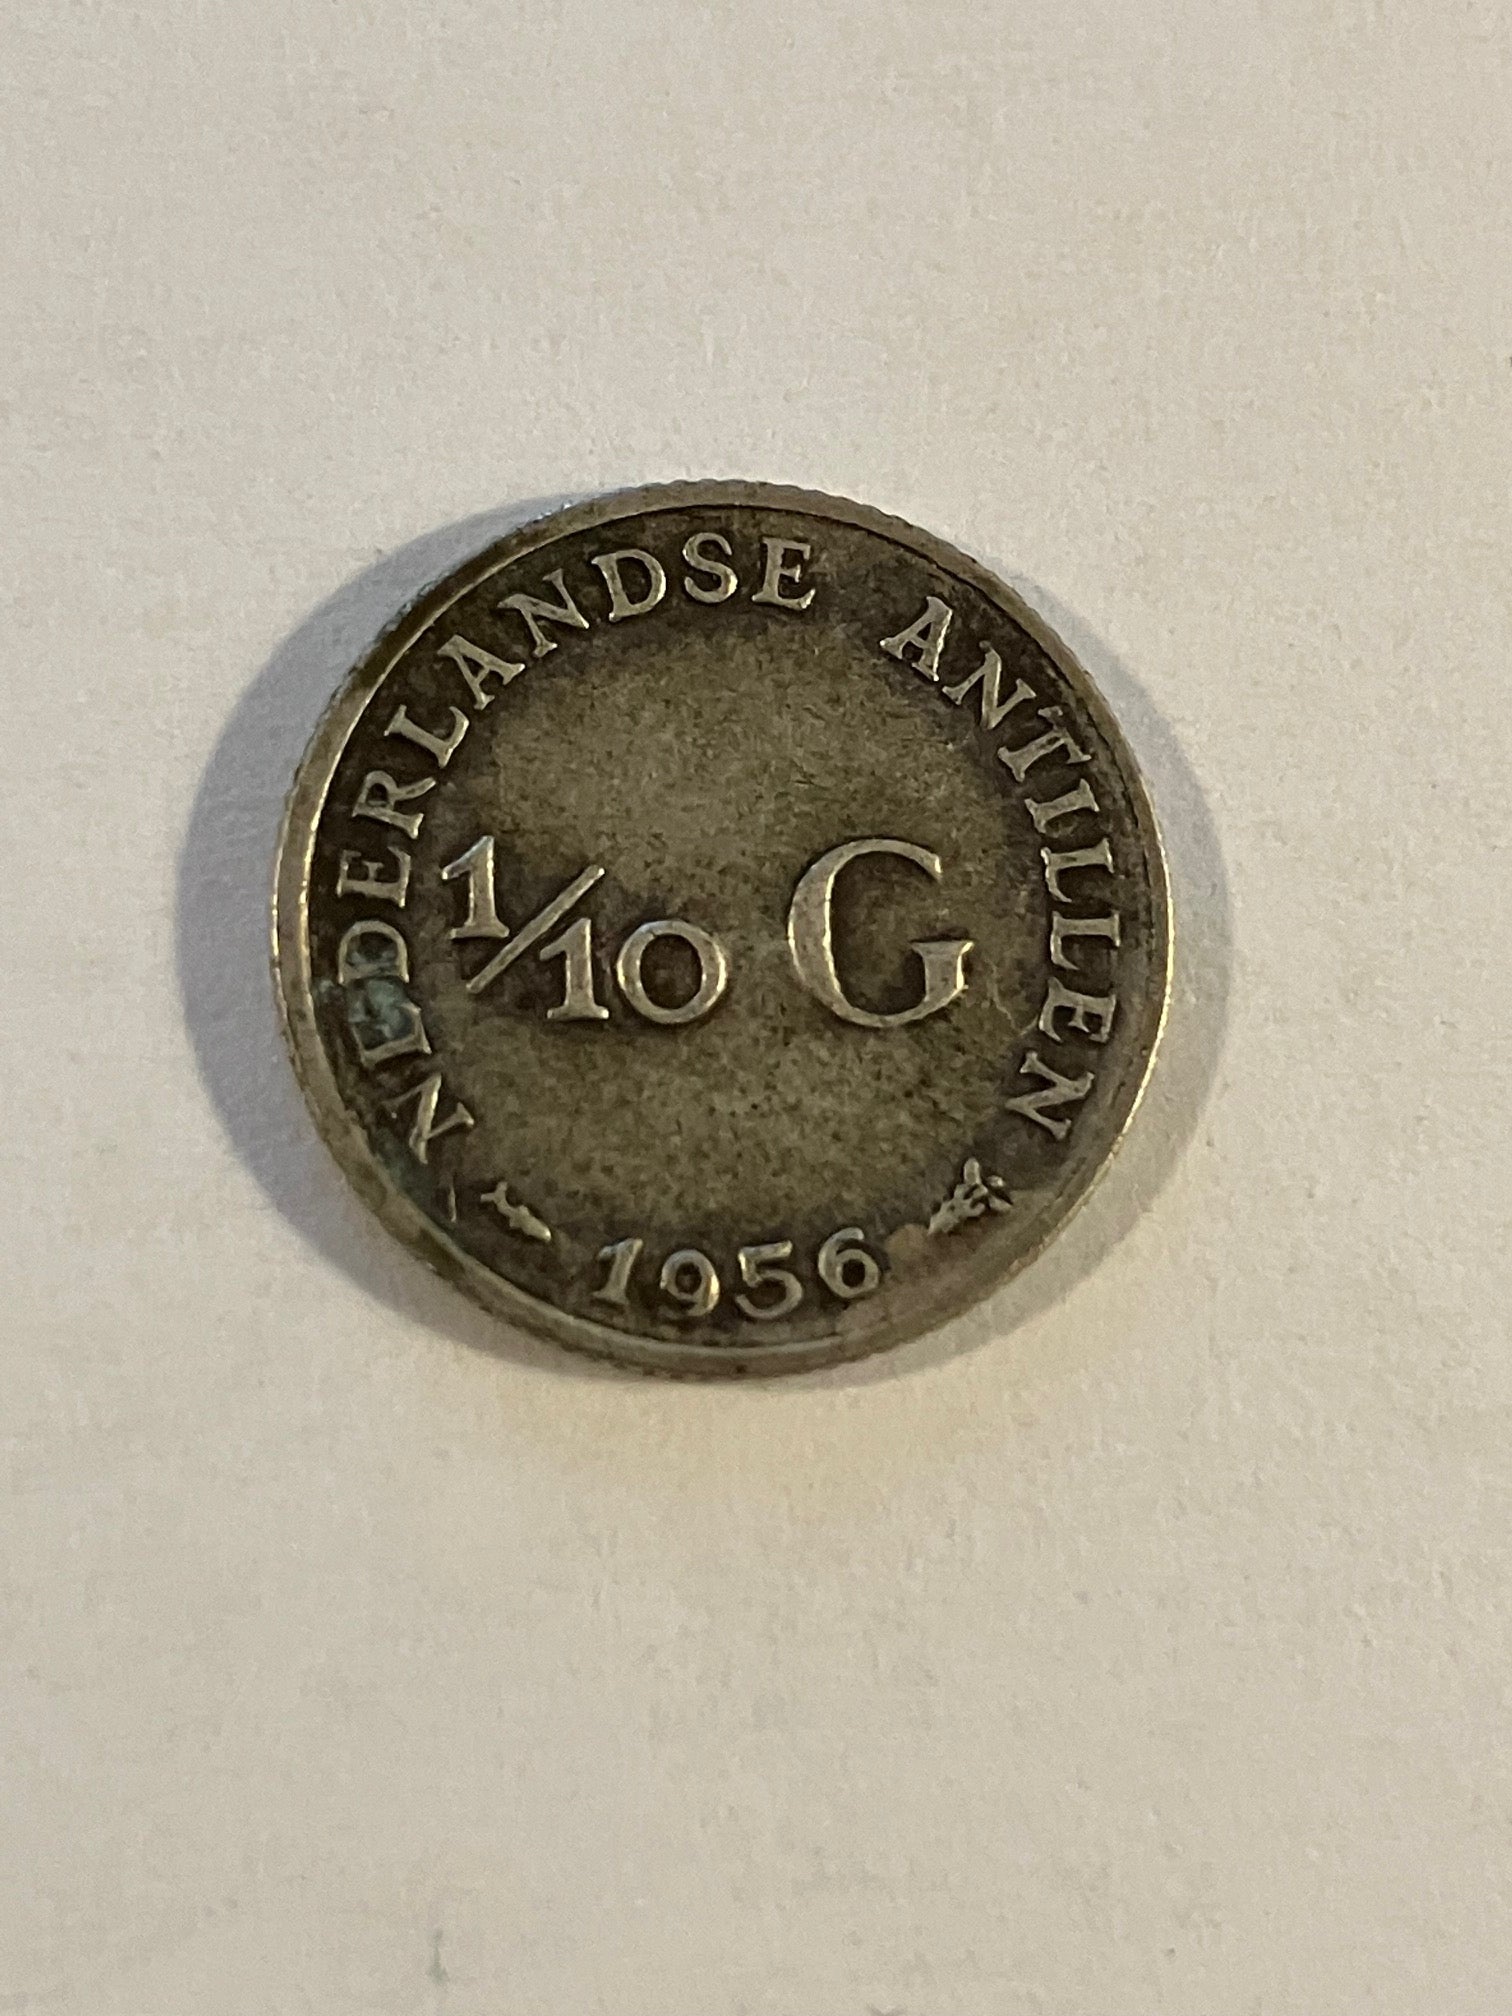 NEDERLANDSE ANTILLEN
1/10 G
1956